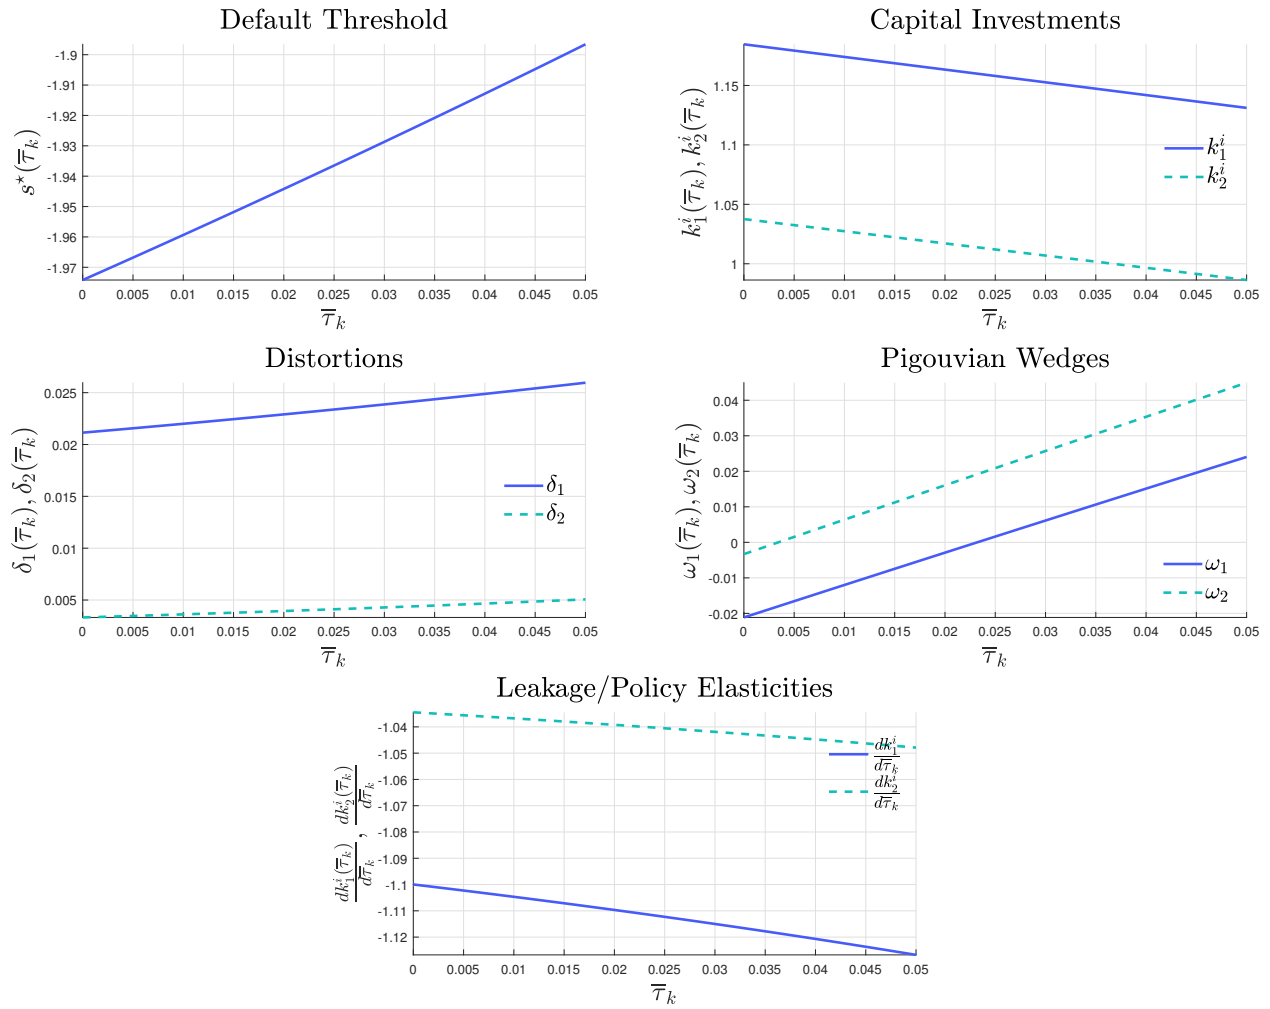 Default Threshold
s⋆(τ̅k)
-1.9
-1.91
-1.92
-1.93
-1.94
-1.95
-1.96
-1.97
0 0.005 0.01 0.015 0.02 0.025 0.03 0.035 0.04 0.045 0.05
τ̅k
Capital Investments
k₁ⁱ(τ̅k), k₂ⁱ(τ̅k)
1.15
1.1
1.05
1
k₁ⁱ
k₂ⁱ
0 0.005 0.01 0.015 0.02 0.025 0.03 0.035 0.04 0.045 0.05
τ̅k
Distortions
δ₁(τ̅k), δ₂(τ̅k)
0.025
0.02
0.015
0.01
0.005
δ₁
δ₂
0 0.005 0.01 0.015 0.02 0.025 0.03 0.035 0.04 0.045 0.05
τ̅k
Pigouvian Wedges
ω₁(τ̅k), ω₂(τ̅k)
0.04
0.03
0.02
0.01
0
-0.01
-0.02
ω₁
ω₂
0 0.005 0.01 0.015 0.02 0.025 0.03 0.035 0.04 0.045 0.05
τ̅k
Leakage/Policy Elasticities
dk₁ⁱ(τ̅k)/dτ̅k, dk₂ⁱ(τ̅k)/dτ̅k
-1.04
-1.05
-1.06
-1.07
-1.08
-1.09
-1.1
-1.11
-1.12
dk₁ⁱ/dτ̅k
dk₂ⁱ/dτ̅k
0 0.005 0.01 0.015 0.02 0.025 0.03 0.035 0.04 0.045 0.05
τ̅k